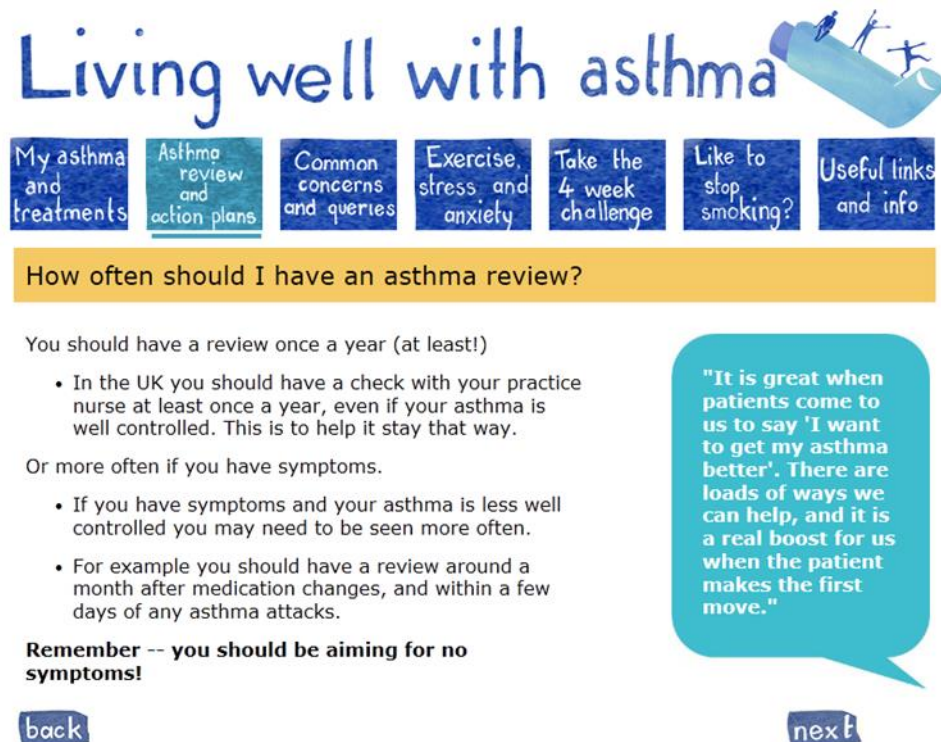 Living well with asthma
My asthma
and
treatments
Asthma
review
and
action plans
Common
concerns
and queries
Exercise,
stress and
anxiety
Take the
4 week
challenge
Like to
stop
smoking?
Useful links
and info
How often should I have an asthma review?
You should have a review once a year (at least!)
• In the UK you should have a check with your practice
nurse at least once a year, even if your asthma is
well controlled. This is to help it stay that way.
Or more often if you have symptoms.
• If you have symptoms and your asthma is less well
controlled you may need to be seen more often.
• For example you should have a review around a
month after medication changes, and within a few
days of any asthma attacks.
Remember -- you should be aiming for no
symptoms!
"It is great when
patients come to
us to say 'I want
to get my asthma
better'. There are
loads of ways we
can help, and it is
a real boost for us
when the patient
makes the first
move."
back
next